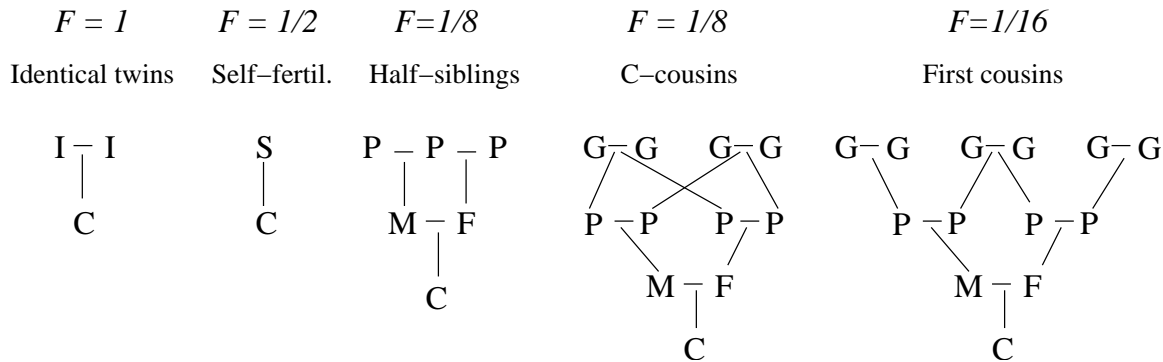 F = 1 F = 1/2 F=1/8 F = 1/8 F=1/16
Identical twins Self−fertil. Half−siblings C−cousins First cousins
I − I S P − P − P G− G G− G G− G G− G G− G
C C M − F P − P P − P P − P P − P
C M − F M − F
C C